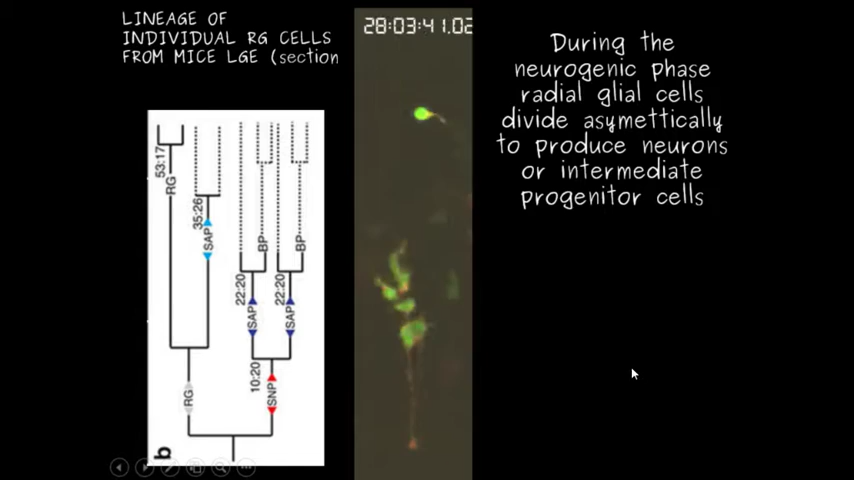 LINEAGE OF
INDIVIDUAL RG CELLS
FROM MICE LGE (section
28:03:41.02
During the
neurogenic phase
radial glial cells
divide asymettically
to produce neurons
or intermediate
progenitor cells
53:17
RG
35:26
SAP
22:20
SAP
BP
22:20
SAP
BP
RG
10:20
SNP
b